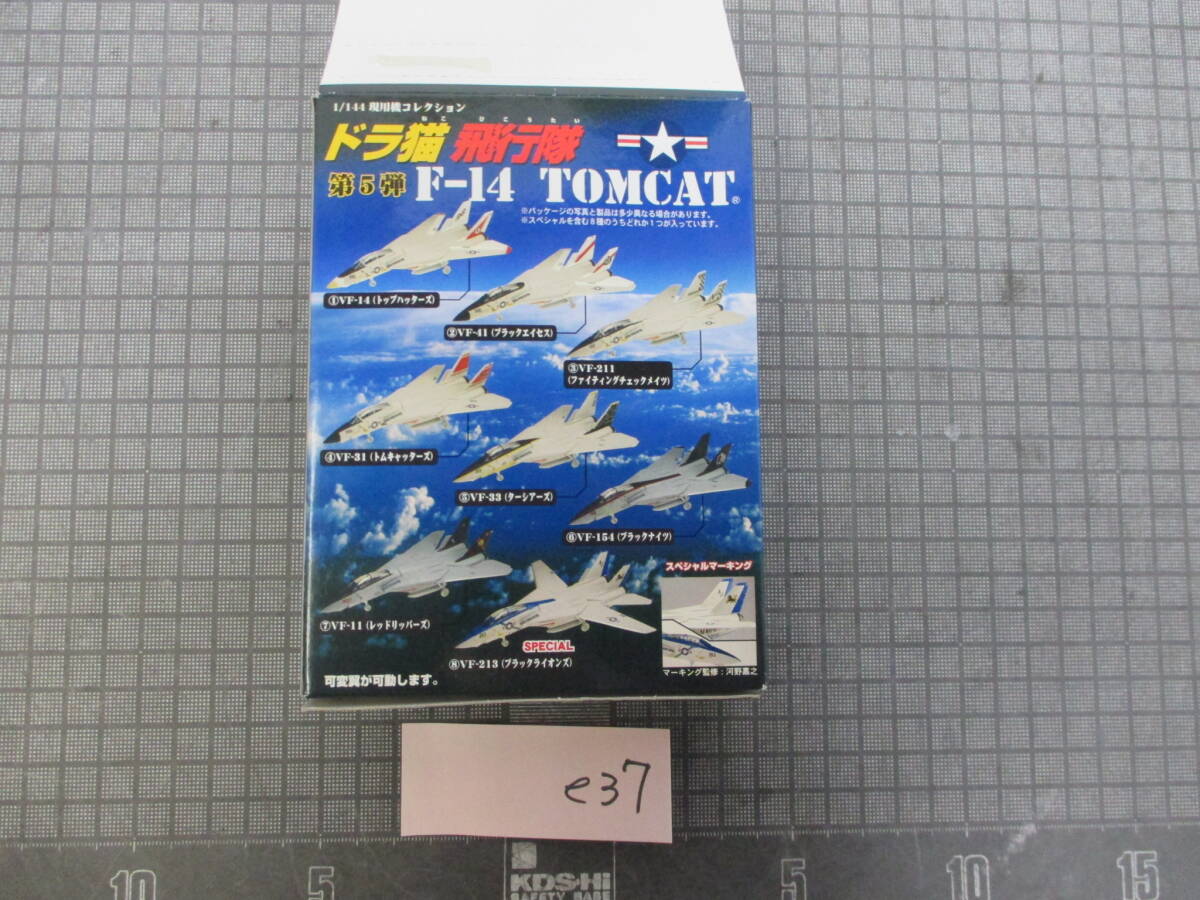 1/144 現用機コレクション
ねこ ひこうたい
ドラ猫 飛行隊
第5弾 F-14 TOMCAT®
※パッケージの写真と製品は多少異なる場合があります。
※スペシャルを含む8種のうちどれか1つが入っています。
①VF-14(トップハッターズ)
②VF-41(ブラックエイセス)
③VF-211
(ファイティングチェックメイツ)
④VF-31(トムキャッターズ)
⑤VF-33(ターシアーズ)
⑥VF-154(ブラックナイツ)
スペシャルマーキング
⑦VF-11(レッドリッパーズ)
SPECIAL
⑧VF-213(ブラックライオンズ)
マーキング監修:河野嘉之
可変翼が可動します。
e37
10 5 KDS·Hi 5 10 15
SAFETY BASE